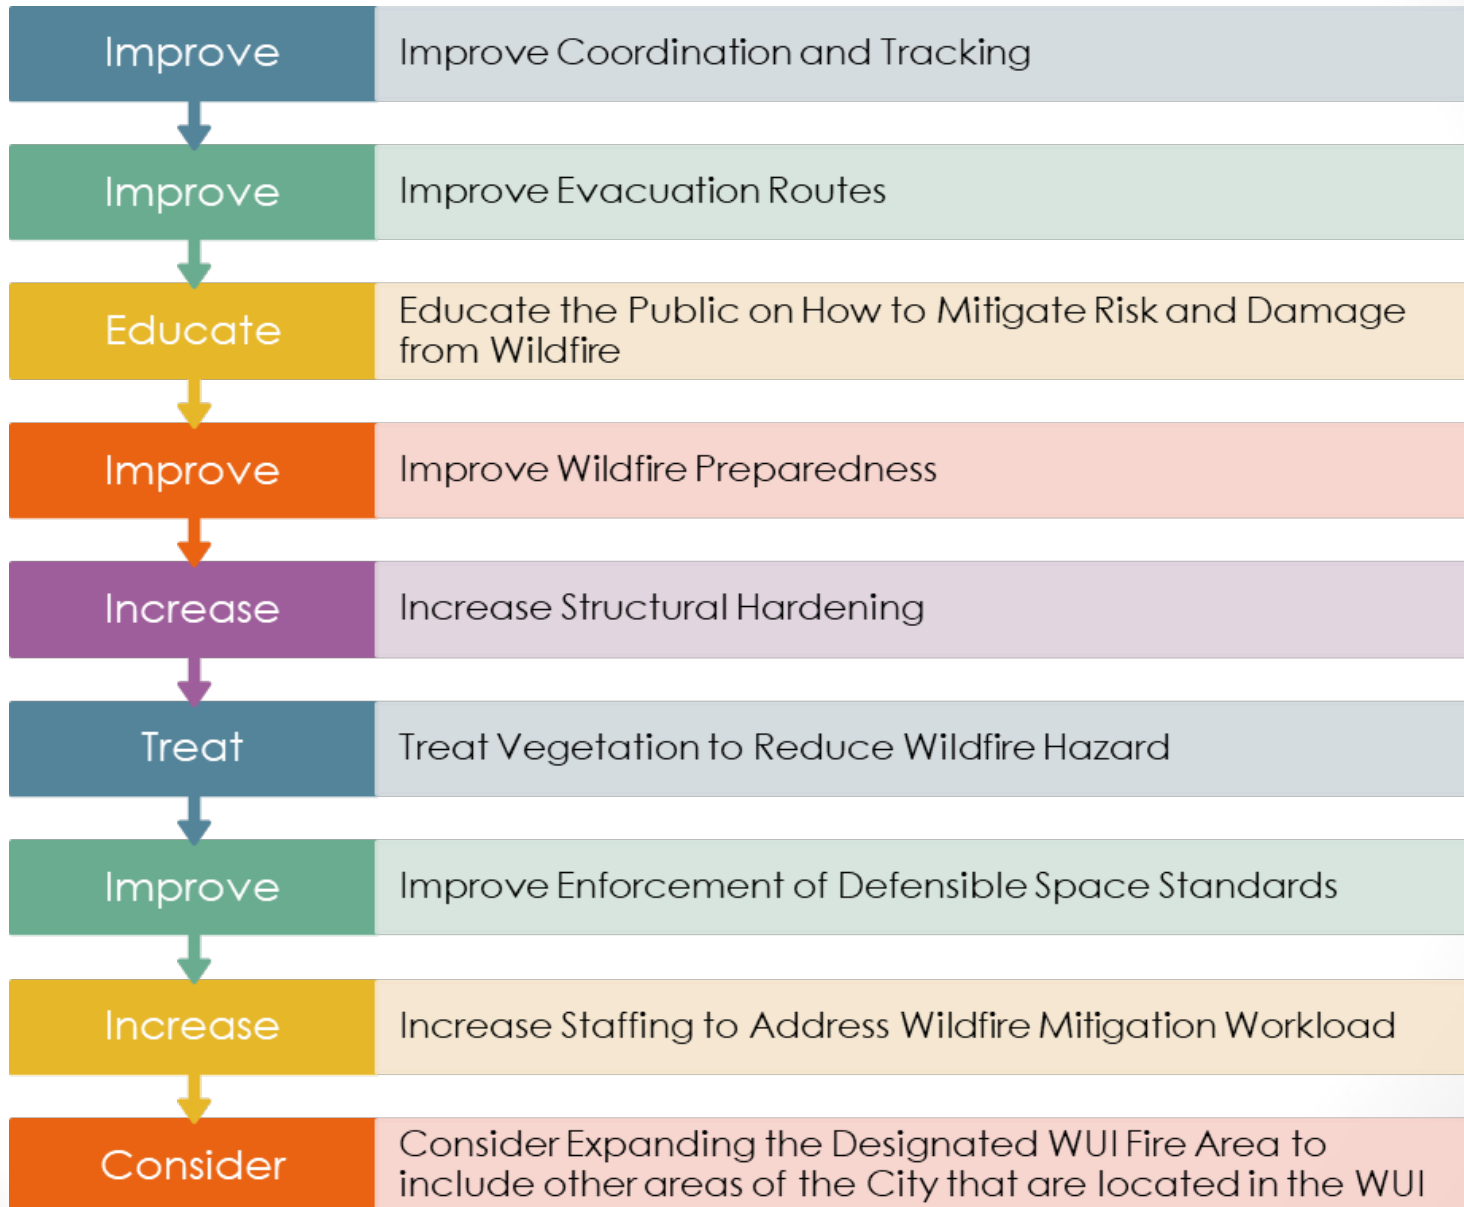 Improve
Improve Coordination and Tracking
Improve
Improve Evacuation Routes
Educate
Educate the Public on How to Mitigate Risk and Damage
from Wildfire
Improve
Improve Wildfire Preparedness
Increase
Increase Structural Hardening
Treat
Treat Vegetation to Reduce Wildfire Hazard
Improve
Improve Enforcement of Defensible Space Standards
Increase
Increase Staffing to Address Wildfire Mitigation Workload
Consider
Consider Expanding the Designated WUI Fire Area to
include other areas of the City that are located in the WUI